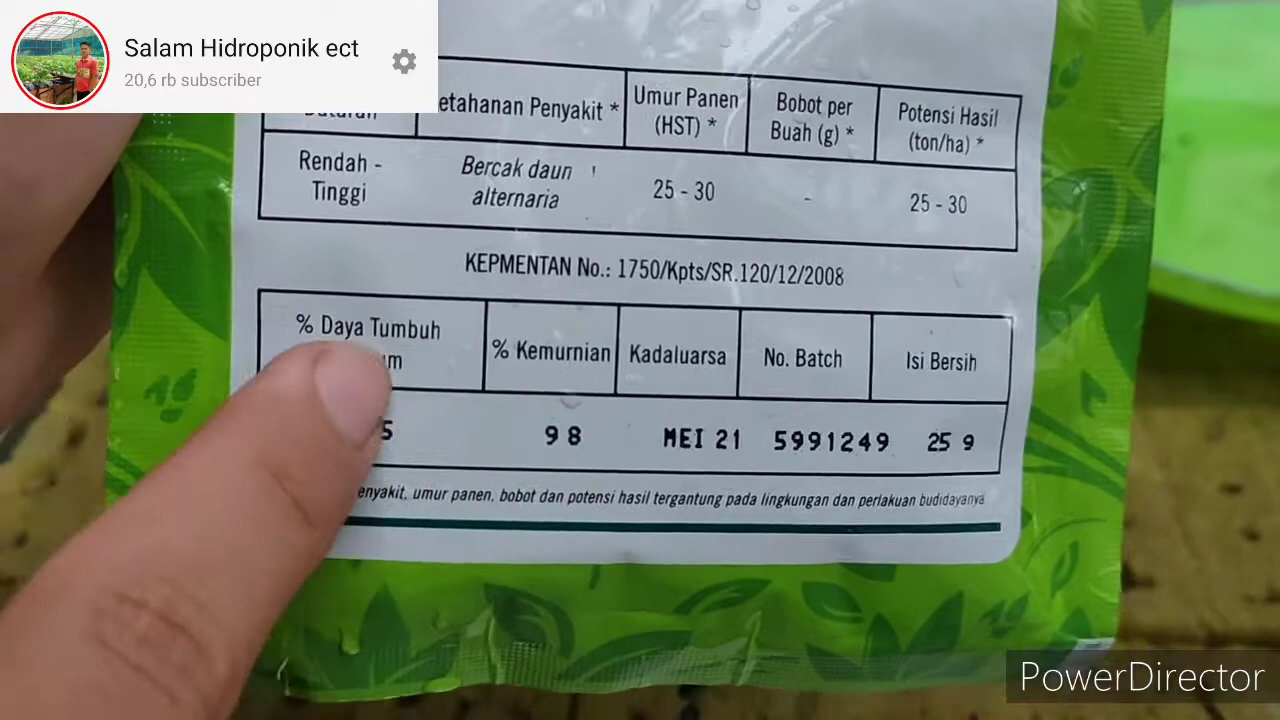 Salam Hidroponik ect
20,6 rb subscriber
Penyakit *
Umur Panen
(HST) *
Bobot per
Buah (g) *
Potensi Hasil
(ton/ha) *
Rendah -
Tinggi
Bercak daun
alternaria
25 - 30
-
25 - 30
KEPMENTAN No.: 1750/Kpts/SR.120/12/2008
% Daya Tumbuh
% Kemurnian
Kadaluarsa
No. Batch
Isi Bersih
98
MEI 21
5991249
25 g
umur panen, bobot dan potensi hasil tergantung pada lingkungan dan perlakuan budidayanya
PowerDirector